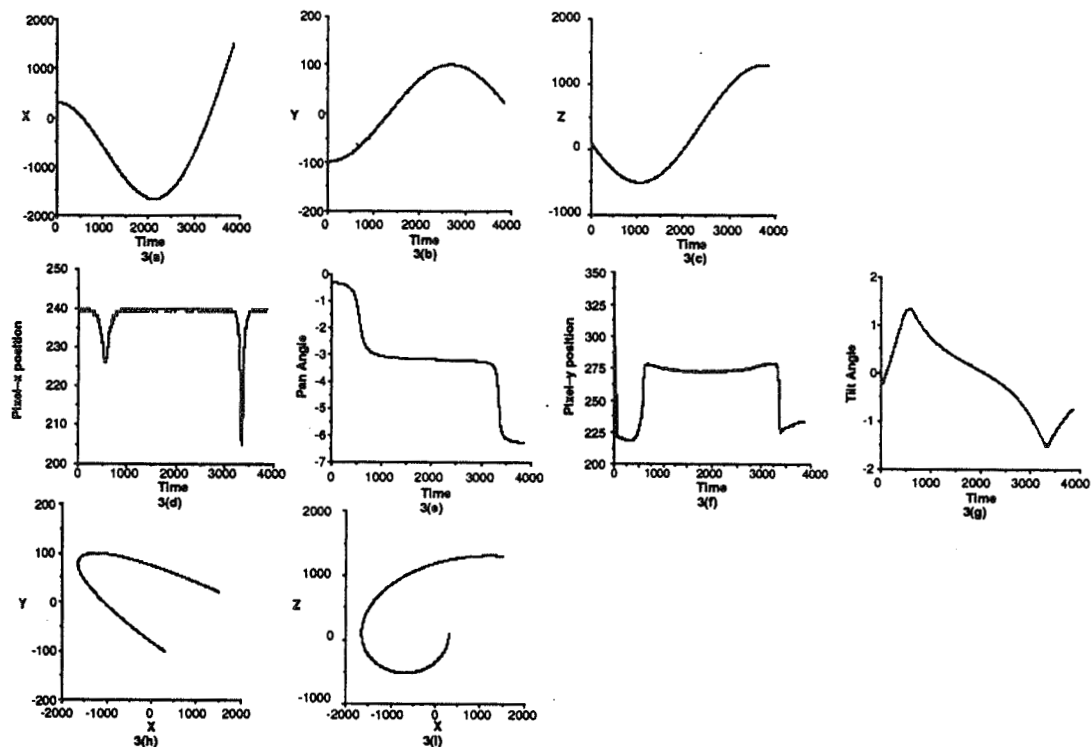 2000
1000
X
0
-1000
-2000
0 1000 2000 3000 4000
Time
3(a)
200
100
Y
0
-100
-200
0 1000 2000 3000 4000
Time
3(b)
2000
1000
Z
0
-1000
0 1000 2000 3000 4000
Time
3(c)
250
240
230
220
210
200
Pixel-x position
0 1000 2000 3000 4000
Time
3(d)
0
-1
-2
-3
-4
-5
-6
-7
Pan Angle
0 1000 2000 3000 4000
Time
3(e)
350
325
300
275
250
225
200
Pixel-y position
0 1000 2000 3000 4000
Time
3(f)
2
1
0
-1
-2
Tilt Angle
0 1000 2000 3000 4000
Time
3(g)
200
100
Y
0
-100
-200
-2000 -1000 0 1000 2000
X
3(h)
2000
1000
Z
0
-1000
-2000 -1000 0 1000 2000
X
3(i)